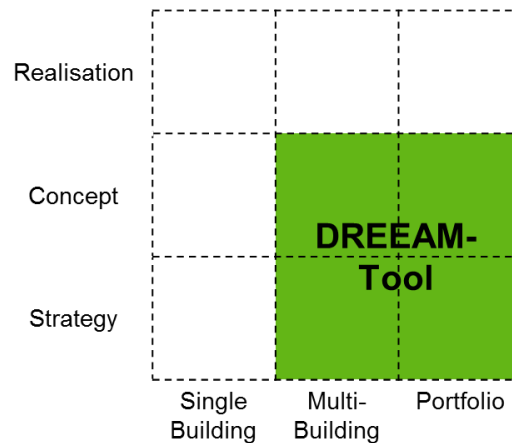 Realisation
Concept
DREEAM-
Tool
Strategy
Single
Building
Multi-
Building
Portfolio